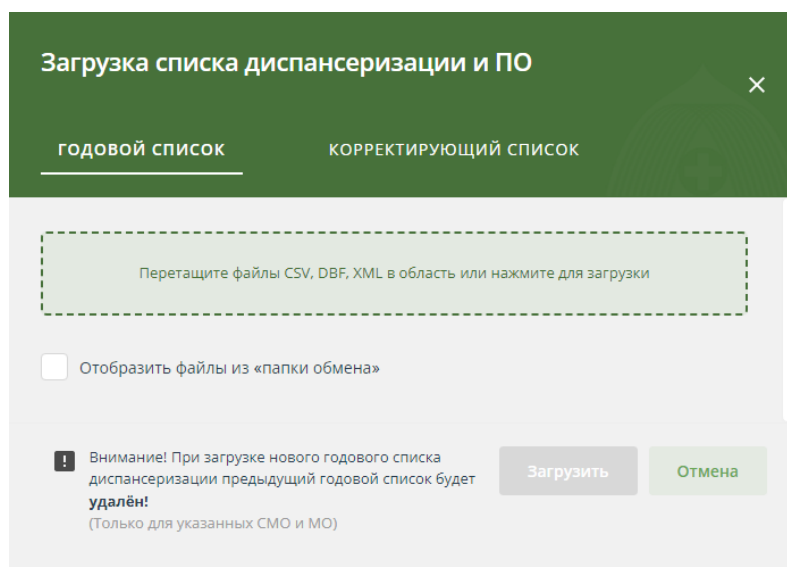 Загрузка списка диспансеризации и ПО
ГОДОВОЙ СПИСОК
КОРРЕКТИРУЮЩИЙ СПИСОК
Перетащите файлы CSV, DBF, XML в область или нажмите для загрузки
Отобразить файлы из «папки обмена»
Внимание! При загрузке нового годового списка
диспансеризации предыдущий годовой список будет
удалён!
(Только для указанных СМО и МО)
Загрузить
Отмена